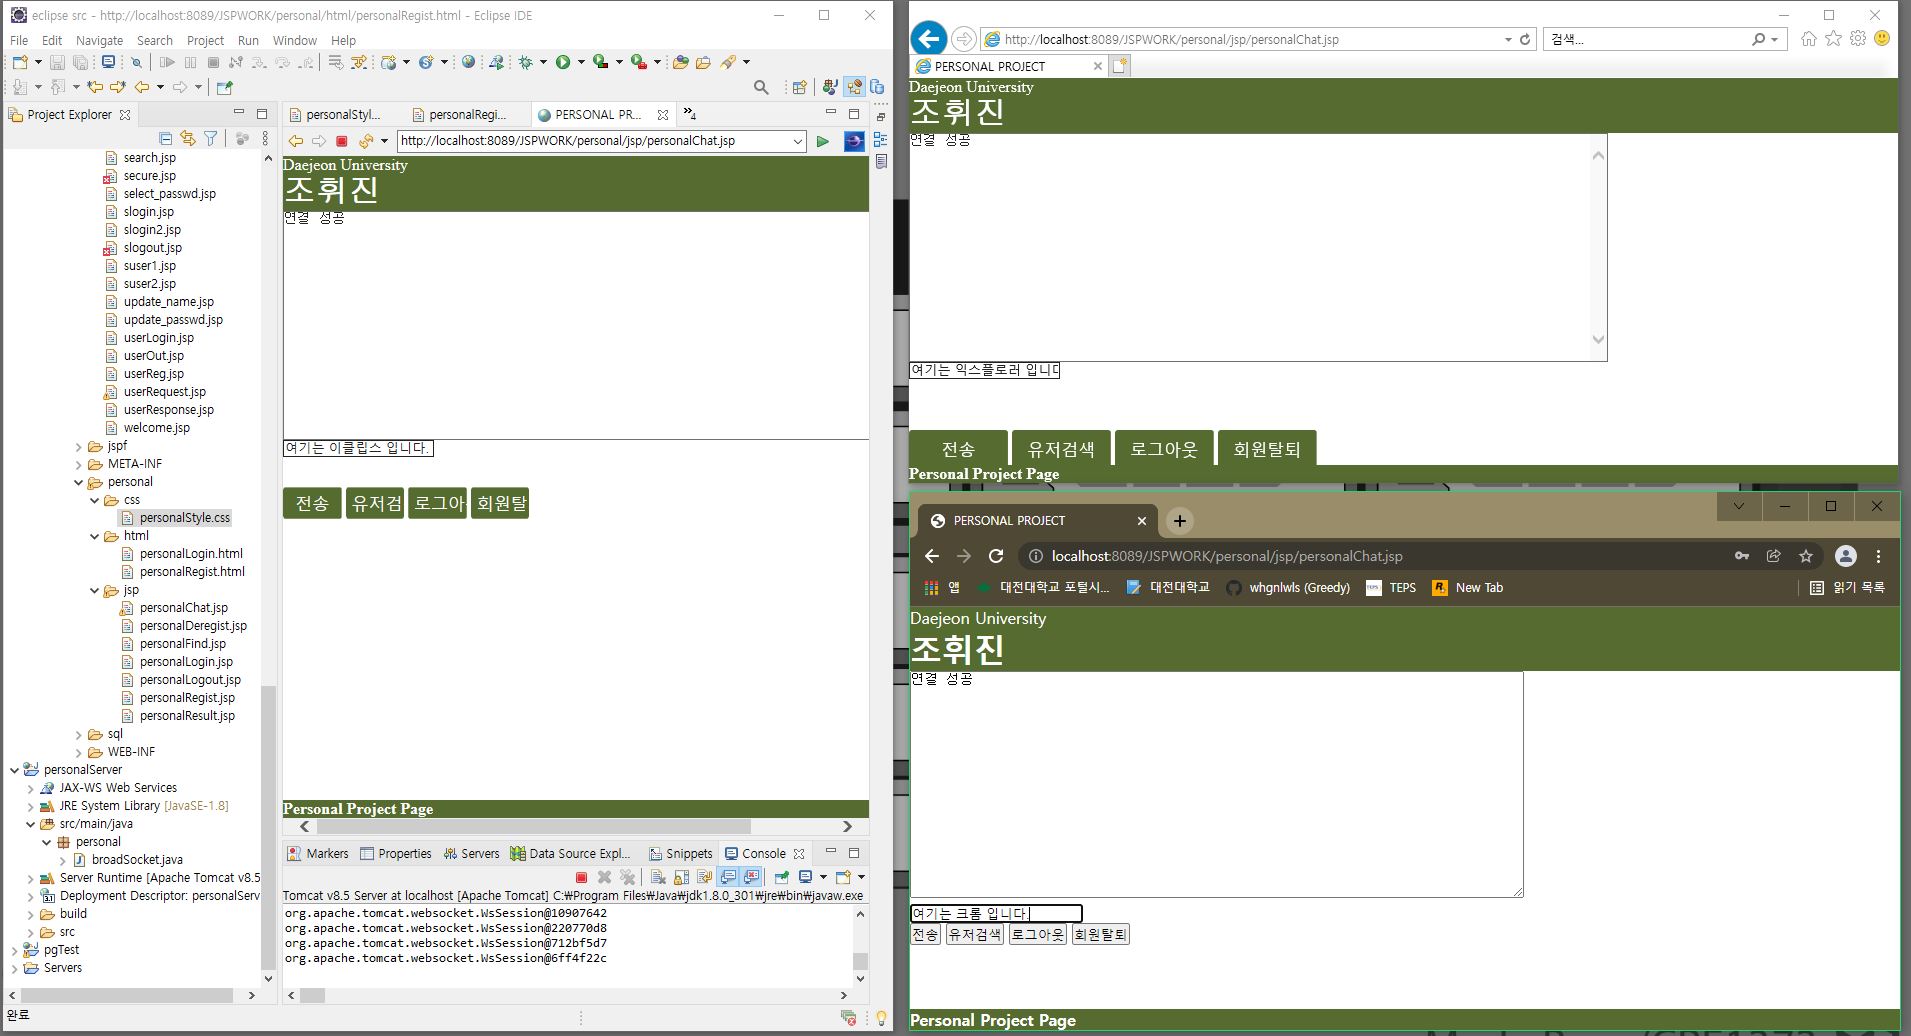 eclipse src - http://localhost:8089/JSPWORK/personal/html/personalRegist.html - Eclipse IDE
File Edit Navigate Search Project Run Window Help
Project Explorer
search.jsp
secure.jsp
select_passwd.jsp
slogin.jsp
slogin2.jsp
slogout.jsp
suser1.jsp
suser2.jsp
update_name.jsp
update_passwd.jsp
userLogin.jsp
userOut.jsp
userReg.jsp
userRequest.jsp
userResponse.jsp
welcome.jsp
jspf
META-INF
personal
css
personalStyle.css
html
personalLogin.html
personalRegist.html
jsp
personalChat.jsp
personalDeregist.jsp
personalFind.jsp
personalLogin.jsp
personalLogout.jsp
personalRegist.jsp
personalResult.jsp
sql
WEB-INF
personalServer
JAX-WS Web Services
JRE System Library [JavaSE-1.8]
src/main/java
personal
broadSocket.java
Server Runtime [Apache Tomcat v8.5
Deployment Descriptor: personalServ
build
src
pgTest
Servers
완료
personalStyl... personalRegi... PERSONAL PR... 4
http://localhost:8089/JSPWORK/personal/jsp/personalChat.jsp
Daejeon University
조휘진
연결 성공
여기는 이클립스 입니다.
전송 유저검 로그아 회원탈
Personal Project Page
Markers Properties Servers Data Source Expl... Snippets Console
Tomcat v8.5 Server at localhost [Apache Tomcat] C:₩Program Files₩Java₩jdk1.8.0_301₩jre₩bin₩javaw.exe
org.apache.tomcat.websocket.WsSession@10907642
org.apache.tomcat.websocket.WsSession@220770d8
org.apache.tomcat.websocket.WsSession@712bf5d7
org.apache.tomcat.websocket.WsSession@6ff4f22c
http://localhost:8089/JSPWORK/personal/jsp/personalChat.jsp 검색...
PERSONAL PROJECT
Daejeon University
조휘진
연결 성공
여기는 익스플로러 입니다
전송 유저검색 로그아웃 회원탈퇴
Personal Project Page
PERSONAL PROJECT
localhost:8089/JSPWORK/personal/jsp/personalChat.jsp
앱 대전대학교 포털시... 대전대학교 whgnlwls (Greedy) TEPS TEPS New Tab 읽기 목록
Daejeon University
조휘진
연결 성공
여기는 크롬 입니다.
전송 유저검색 로그아웃 회원탈퇴
Personal Project Page